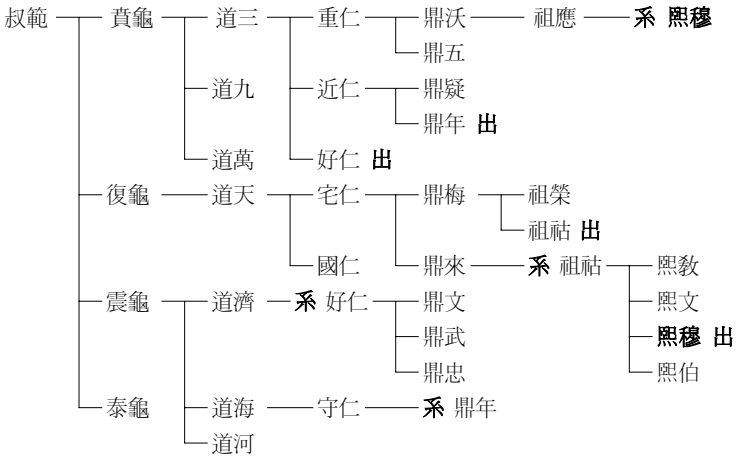 叔範 賁龜 道三 重仁 鼎沃 祖應 系 熙穆
鼎五
道九 近仁 鼎疑
鼎年 出
道萬 好仁 出
復龜 道天 宅仁 鼎梅 祖榮
祖祜 出
國仁 鼎來 系 祖祜 熙敎
震龜 道濟 系 好仁 鼎文 熙文
鼎武 熙穆 出
鼎忠 熙伯
泰龜 道海 守仁 系 鼎年
道河